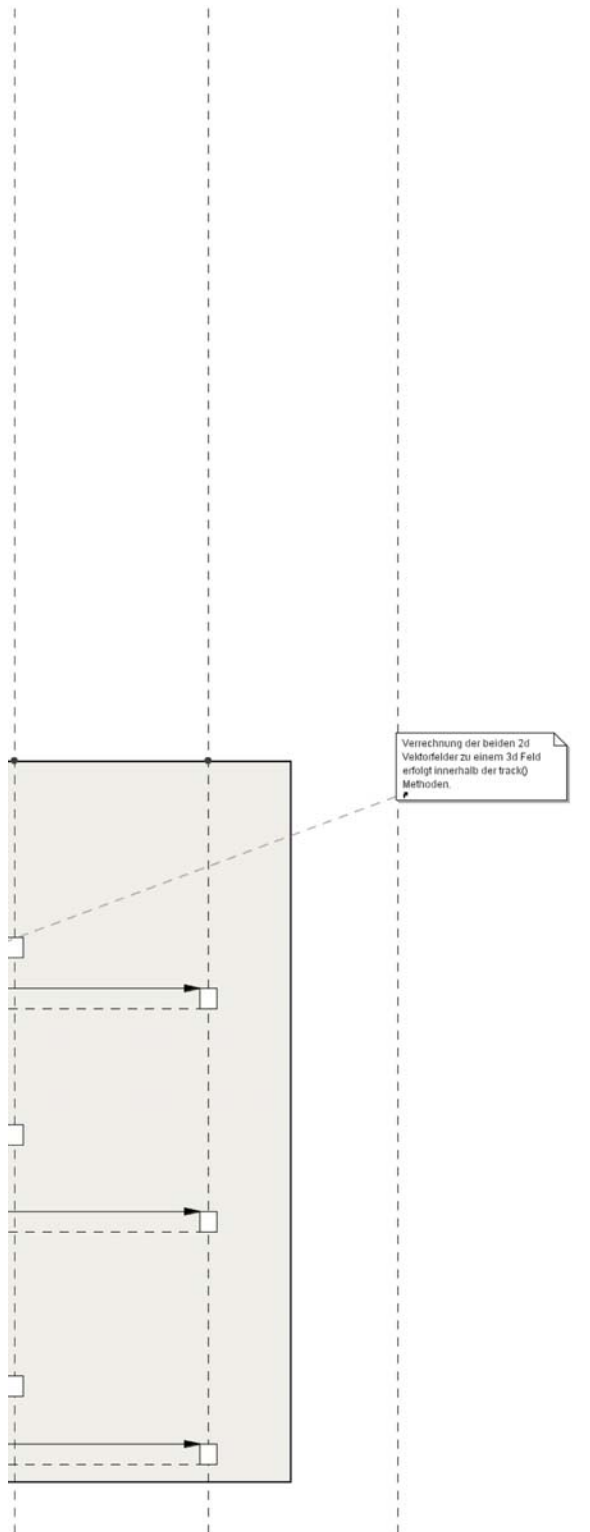 Verrechnung der beiden 2d
Vektorfelder zu einem 3d Feld
erfolgt innerhalb der track()
Methoden.